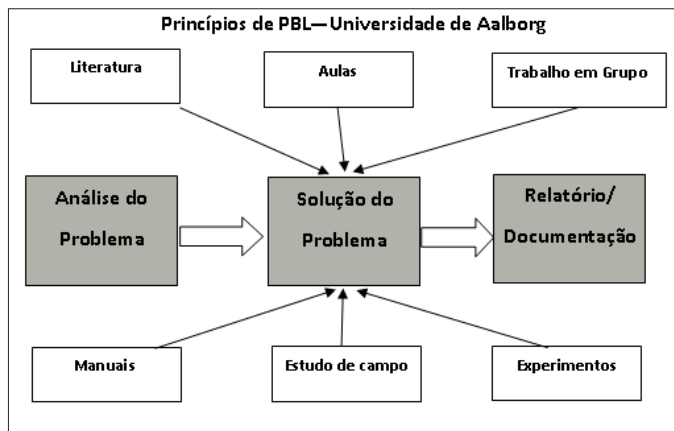 Princípios de PBL—Universidade de Aalborg
Literatura
Aulas
Trabalho em Grupo
Análise do
Problema
Solução do
Problema
Relatório/
Documentação
Manuais
Estudo de campo
Experimentos